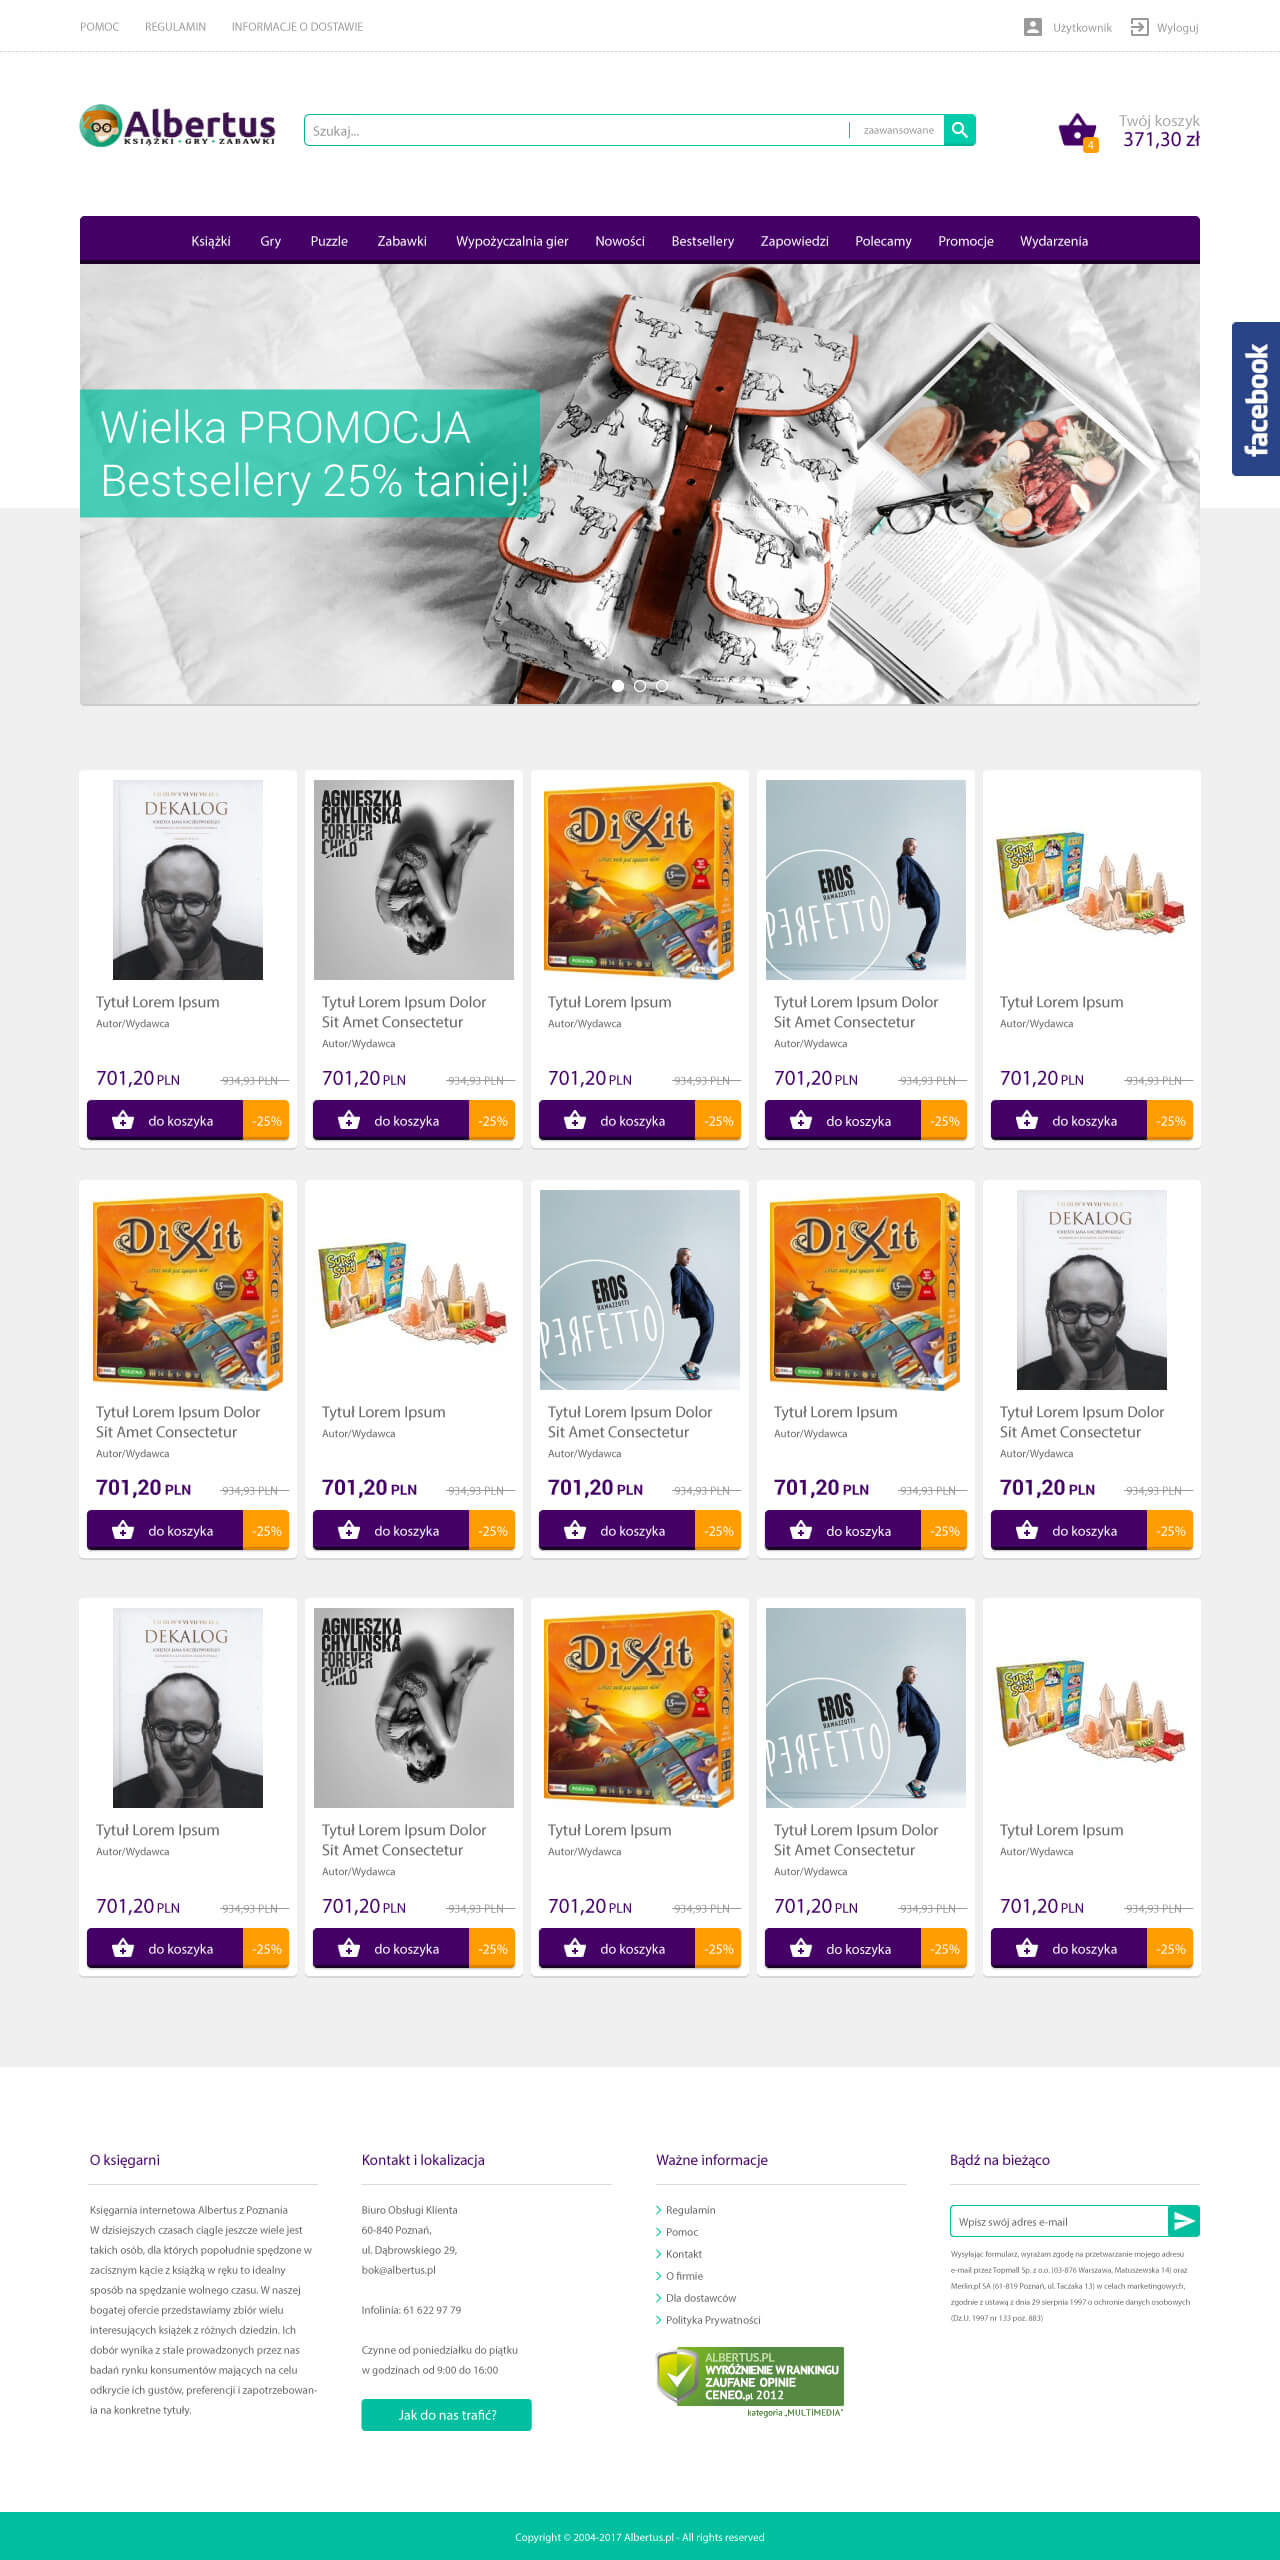 POMOC REGULAMIN INFORMACJE O DOSTAWIE Użytkownik Wyloguj
Albertus
KSIĄŻKI • GRY • ZABAWKI
Szukaj... zaawansowane
Twój koszyk
371,30 zł
4
Książki Gry Puzzle Zabawki Wypożyczalnia gier Nowości Bestsellery Zapowiedzi Polecamy Promocje Wydarzenia
facebook
Wielka PROMOCJA
Bestsellery 25% taniej!
DEKALOG
AGNIESZKA
CHYLIŃSKA
FOREVER
CHILD
DiXit
EROS
RAMAZZOTTI
PERFETTO
Super
Sand
Tytuł Lorem Ipsum
Autor/Wydawca
701,20 PLN 934,93 PLN
do koszyka -25%
Tytuł Lorem Ipsum Dolor
Sit Amet Consectetur
Autor/Wydawca
701,20 PLN 934,93 PLN
do koszyka -25%
Tytuł Lorem Ipsum
Autor/Wydawca
701,20 PLN 934,93 PLN
do koszyka -25%
Tytuł Lorem Ipsum Dolor
Sit Amet Consectetur
Autor/Wydawca
701,20 PLN 934,93 PLN
do koszyka -25%
Tytuł Lorem Ipsum
Autor/Wydawca
701,20 PLN 934,93 PLN
do koszyka -25%
DiXit
Super
Sand
EROS
RAMAZZOTTI
PERFETTO
DiXit
DEKALOG
Tytuł Lorem Ipsum Dolor
Sit Amet Consectetur
Autor/Wydawca
701,20 PLN 934,93 PLN
do koszyka -25%
Tytuł Lorem Ipsum
Autor/Wydawca
701,20 PLN 934,93 PLN
do koszyka -25%
Tytuł Lorem Ipsum Dolor
Sit Amet Consectetur
Autor/Wydawca
701,20 PLN 934,93 PLN
do koszyka -25%
Tytuł Lorem Ipsum
Autor/Wydawca
701,20 PLN 934,93 PLN
do koszyka -25%
Tytuł Lorem Ipsum Dolor
Sit Amet Consectetur
Autor/Wydawca
701,20 PLN 934,93 PLN
do koszyka -25%
DEKALOG
AGNIESZKA
CHYLIŃSKA
FOREVER
CHILD
DiXit
EROS
RAMAZZOTTI
PERFETTO
Super
Sand
Tytuł Lorem Ipsum
Autor/Wydawca
701,20 PLN 934,93 PLN
do koszyka -25%
Tytuł Lorem Ipsum Dolor
Sit Amet Consectetur
Autor/Wydawca
701,20 PLN 934,93 PLN
do koszyka -25%
Tytuł Lorem Ipsum
Autor/Wydawca
701,20 PLN 934,93 PLN
do koszyka -25%
Tytuł Lorem Ipsum Dolor
Sit Amet Consectetur
Autor/Wydawca
701,20 PLN 934,93 PLN
do koszyka -25%
Tytuł Lorem Ipsum
Autor/Wydawca
701,20 PLN 934,93 PLN
do koszyka -25%
O księgarni
Księgarnia internetowa Albertus z Poznania
W dzisiejszych czasach ciągle jeszcze wiele jest
takich osób, dla których popołudnie spędzone w
zacisznym kącie z książką w ręku to idealny
sposób na spędzanie wolnego czasu. W naszej
bogatej ofercie przedstawiamy zbiór wielu
interesujących książek z różnych dziedzin. Ich
dobór wynika z stale prowadzonych przez nas
badań rynku konsumentów mających na celu
odkrycie ich gustów, preferencji i zapotrzebowan-
ia na konkretne tytuły.
Kontakt i lokalizacja
Biuro Obsługi Klienta
60-840 Poznań,
ul. Dąbrowskiego 29,
bok@albertus.pl
Infolinia: 61 622 97 79
Czynne od poniedziałku do piątku
w godzinach od 9:00 do 16:00
Jak do nas trafić?
Ważne informacje
Regulamin
Pomoc
Kontakt
O firmie
Dla dostawców
Polityka Prywatności
ALBERTUS.PL
WYRÓŻNIENIE W RANKINGU
ZAUFANE OPINIE
CENEO.pl 2012
kategoria „MULTIMEDIA"
Bądź na bieżąco
Wpisz swój adres e-mail
Wysyłając formularz, wyrażam zgodę na przetwarzanie mojego adresu
e-mail przez Topmall Sp. z o.o. (03-876 Warszawa, Matuszewska 14) oraz
Merlin.pl SA (61-819 Poznań, ul. Taczaka 13) w celach marketingowych,
zgodnie z ustawą z dnia 29 sierpnia 1997 o ochronie danych osobowych
(Dz.U. 1997 nr 133 poz. 883)
Copyright © 2004-2017 Albertus.pl - All rights reserved